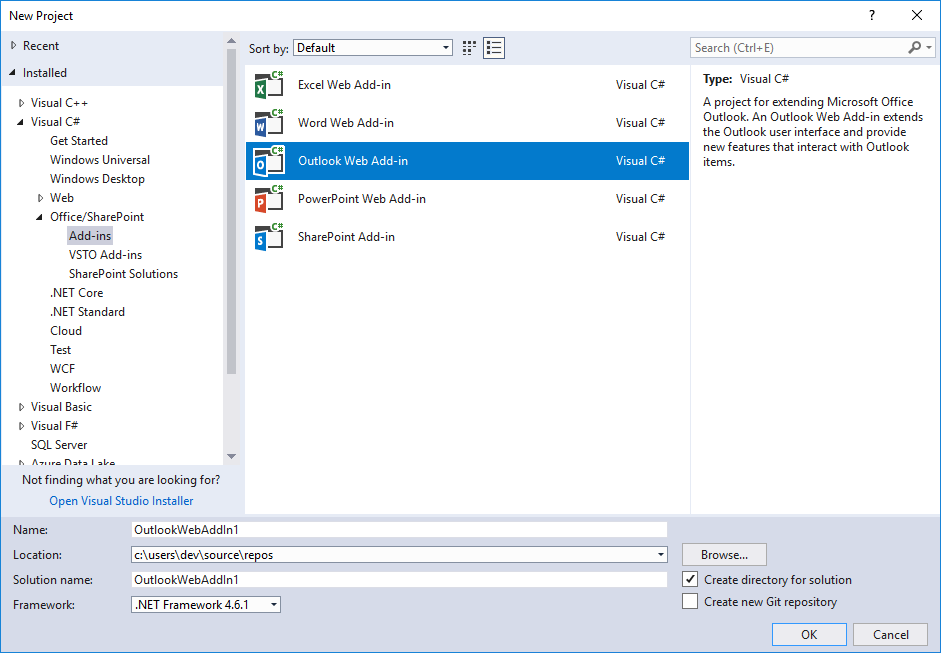 New Project
?
Recent
Installed
Visual C++
Visual C#
Get Started
Windows Universal
Windows Desktop
Web
Office/SharePoint
Add-ins
VSTO Add-ins
SharePoint Solutions
.NET Core
.NET Standard
Cloud
Test
WCF
Workflow
Visual Basic
Visual F#
SQL Server
Azure Data Lake
Not finding what you are looking for?
Open Visual Studio Installer
Sort by: Default
C# X Excel Web Add-in Visual C#
C# W Word Web Add-in Visual C#
C# O Outlook Web Add-in Visual C#
C# P PowerPoint Web Add-in Visual C#
C# S SharePoint Add-in Visual C#
Search (Ctrl+E)
Type: Visual C#
A project for extending Microsoft Office
Outlook. An Outlook Web Add-in extends
the Outlook user interface and provide
new features that interact with Outlook
items.
Name: OutlookWebAddIn1
Location: c:\users\dev\source\repos Browse...
Solution name: OutlookWebAddIn1 Create directory for solution
Framework: .NET Framework 4.6.1 Create new Git repository
OK Cancel